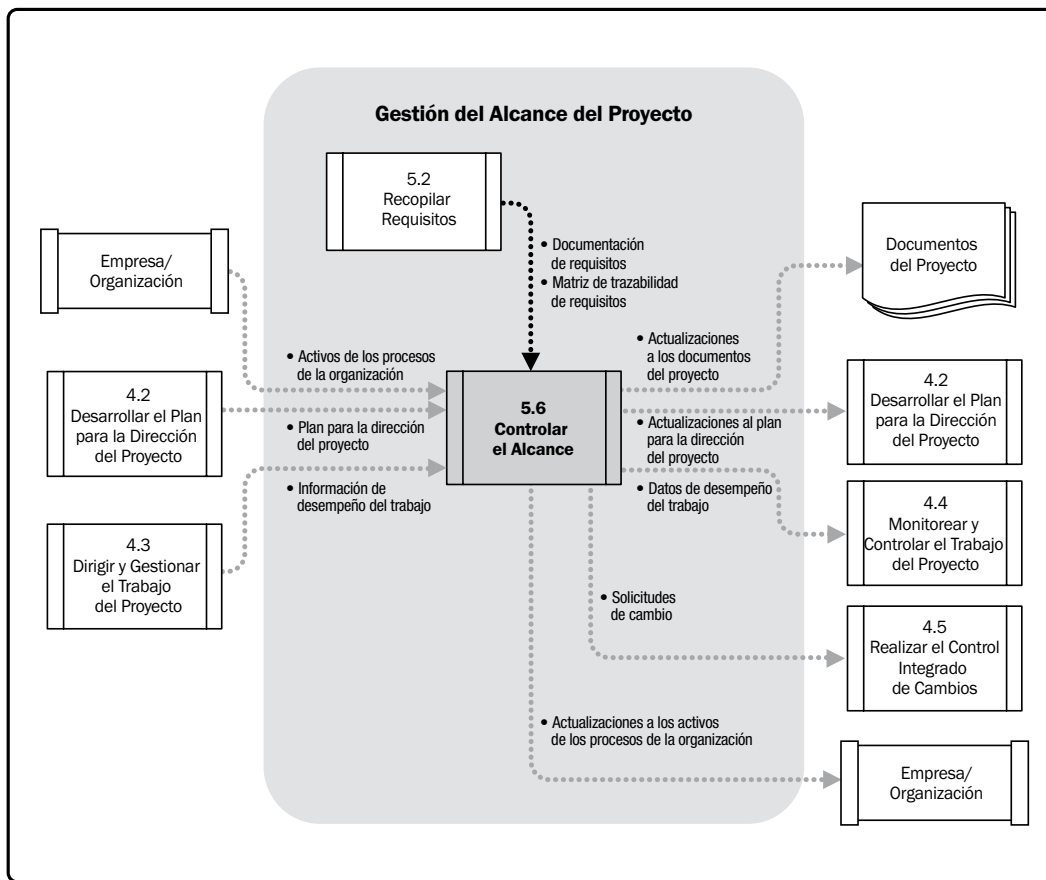 Gestión del Alcance del Proyecto
5.2
Recopilar
Requisitos
Empresa/
Organización
• Documentación
de requisitos
• Matriz de trazabilidad
de requisitos
Documentos
del Proyecto
• Activos de los procesos
de la organización
• Actualizaciones
a los documentos
del proyecto
4.2
Desarrollar el Plan
para la Dirección
del Proyecto
• Plan para la dirección
del proyecto
5.6
Controlar
el Alcance
• Actualizaciones al plan
para la dirección
del proyecto
4.2
Desarrollar el Plan
para la Dirección
del Proyecto
• Información de
desempeño del trabajo
• Datos de desempeño
del trabajo
4.3
Dirigir y Gestionar
el Trabajo
del Proyecto
4.4
Monitorear y
Controlar el Trabajo
del Proyecto
• Solicitudes
de cambio
4.5
Realizar el Control
Integrado
de Cambios
• Actualizaciones a los activos
de los procesos de la organización
Empresa/
Organización